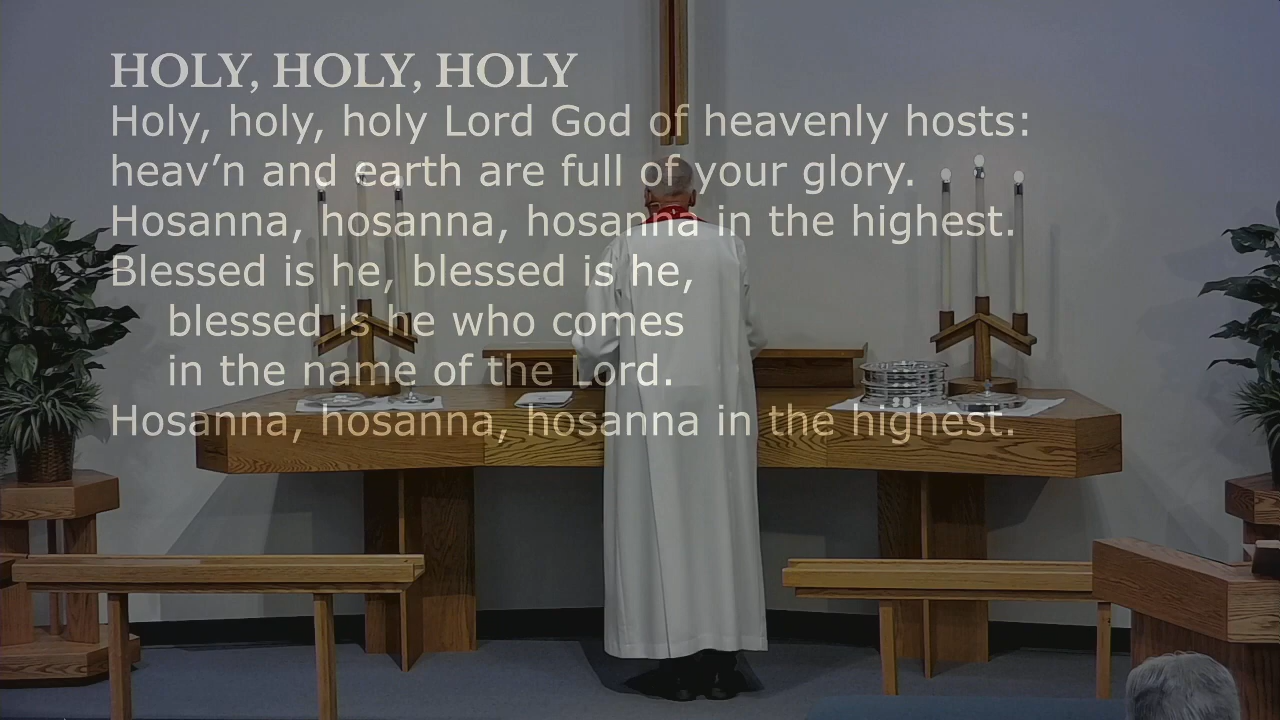 HOLY, HOLY, HOLY
Holy, holy, holy Lord God of heavenly hosts:
heav’n and earth are full of your glory.
Hosanna, hosanna, hosanna in the highest.
Blessed is he, blessed is he,
blessed is he who comes
in the name of the Lord.
Hosanna, hosanna, hosanna in the highest.